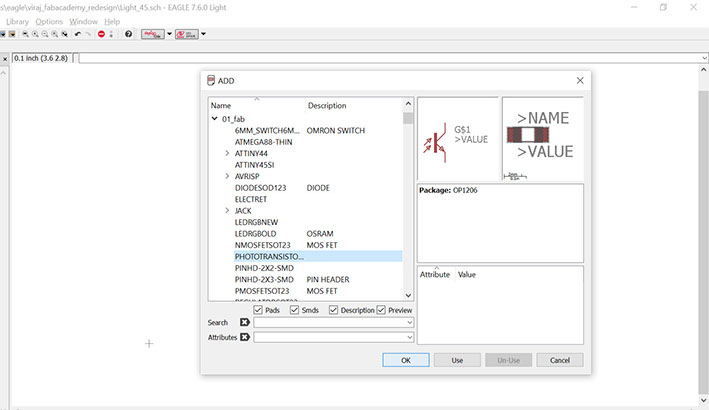 s\eagle\viraj_fabacademy_redesign\Light_45.sch - EAGLE 7.6.0 Light
Library Options Window Help
0.1 inch (3.6 2.8)
ADD
Name Description
01_fab
6MM_SWITCH6M... OMRON SWITCH
ATMEGA88-THIN
ATTINY44
ATTINY45SI
AVRISP
DIODESOD123 DIODE
ELECTRET
JACK
LEDRGBNEW
LEDRGBOLD OSRAM
NMOSFETSOT23 MOS FET
PHOTOTRANSISTO...
PINHD-2X2-SMD
PINHD-2X3-SMD PIN HEADER
PMOSFETSOT23 MOS FET
REGULATORSOT23
G$1
>VALUE
>NAME
>VALUE
Package: OP1206
Attribute Value
Pads Smds Description Preview
Search
Attributes
OK Use Un-Use Cancel